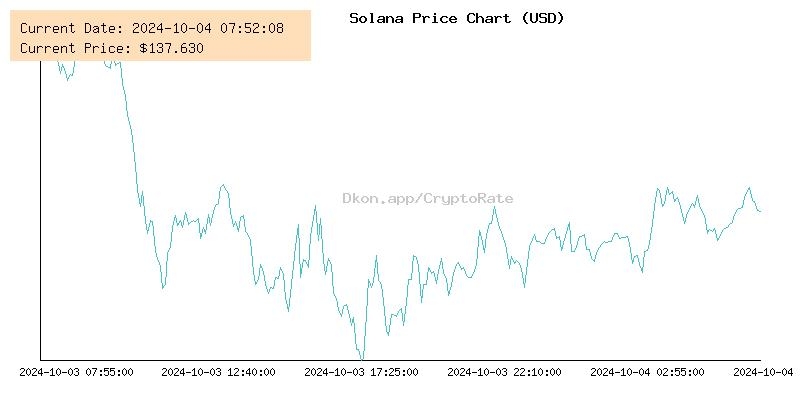 Solana Price Chart (USD)
Current Date: 2024-10-04 07:52:08
Current Price: $137.630
Dkon.app/CryptoRate
2024-10-03 07:55:00 2024-10-03 12:40:00 2024-10-03 17:25:00 2024-10-03 22:10:00 2024-10-04 02:55:00 2024-10-04